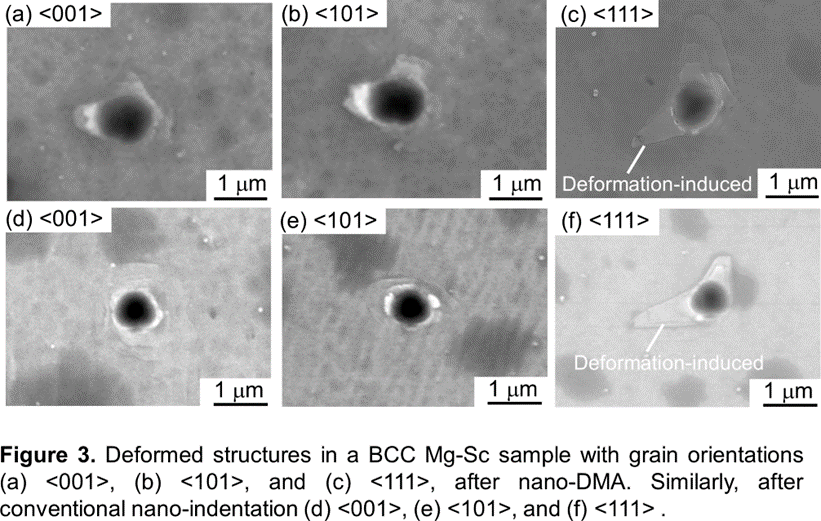 (a) <001>
(b) <101>
(c) <111>
Deformation-induced
1 μm
1 μm
1 μm
(d) <001>
(e) <101>
(f) <111>
Deformation-induced
1 μm
1 μm
1 μm
Figure 3. Deformed structures in a BCC Mg-Sc sample with grain orientations
(a) <001>, (b) <101>, and (c) <111>, after nano-DMA. Similarly, after
conventional nano-indentation (d) <001>, (e) <101>, and (f) <111> .